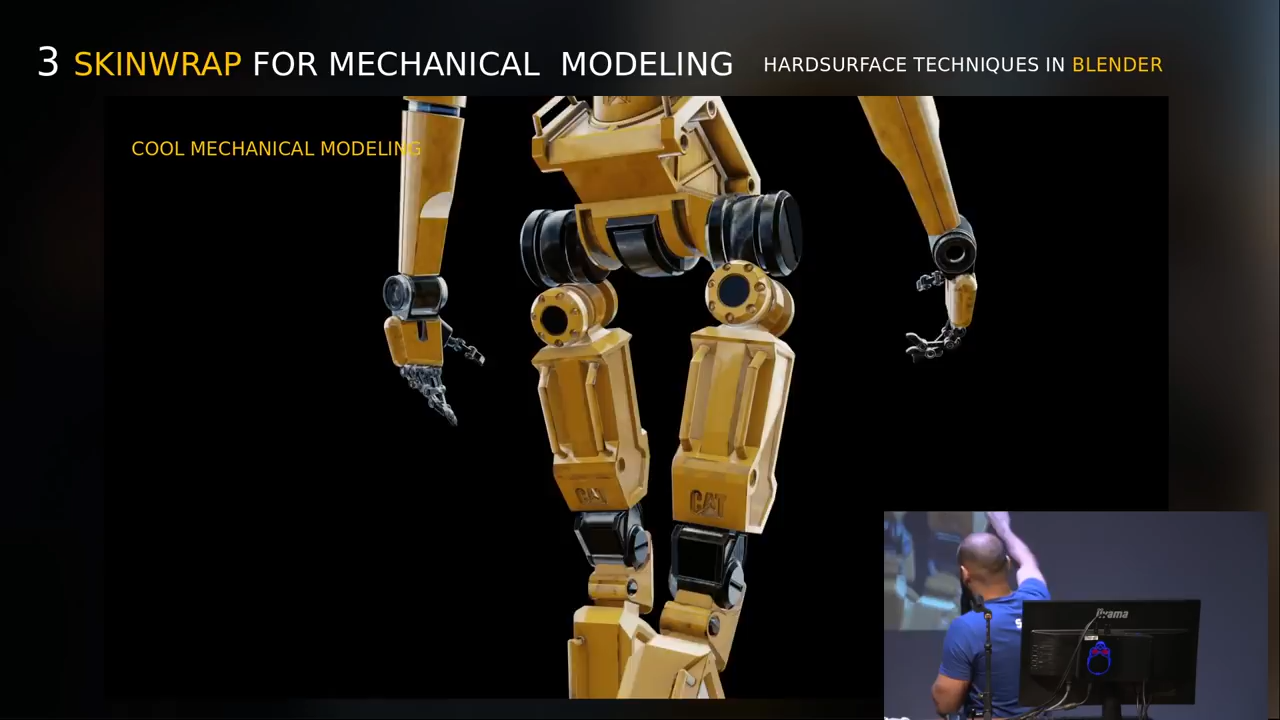 3 SKINWRAP FOR MECHANICAL MODELING
HARDSURFACE TECHNIQUES IN BLENDER
COOL MECHANICAL MODELING
CAT
CAT
iiyama